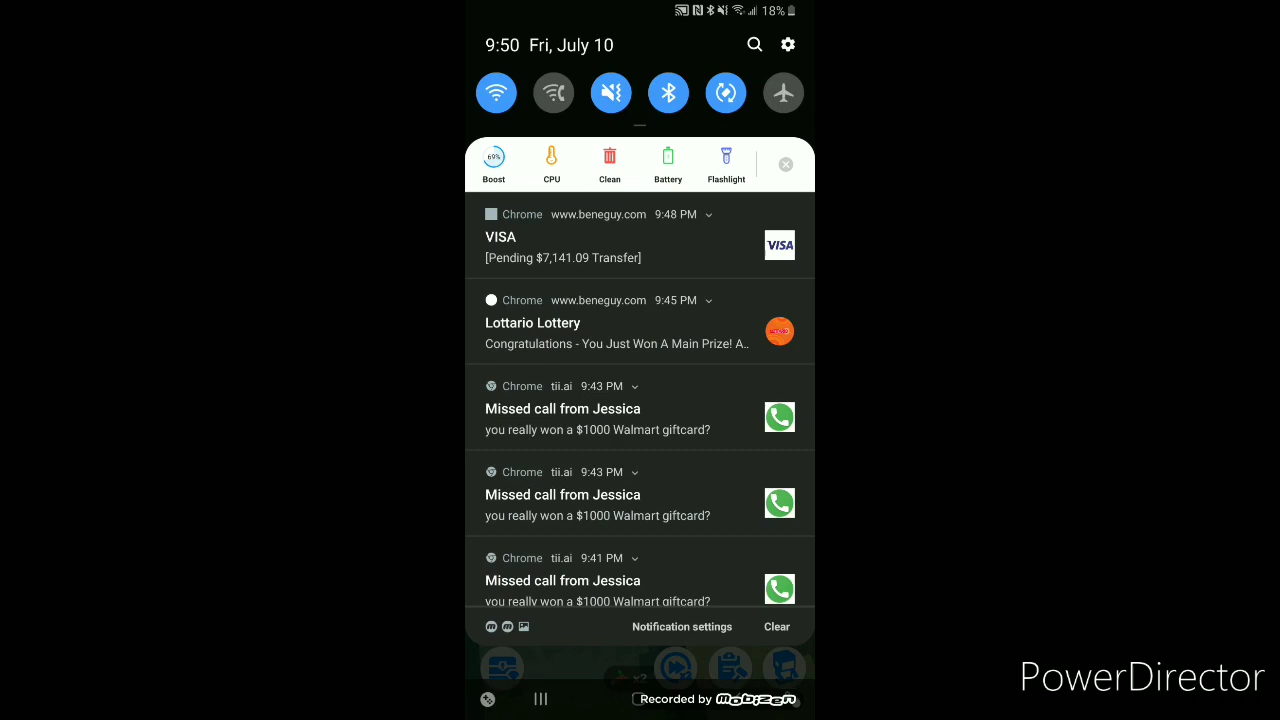 18%
9:50 Fri, July 10
69%
Boost CPU Clean Battery Flashlight
Chrome www.beneguy.com 9:48 PM
VISA
[Pending $7,141.09 Transfer]
VISA
Chrome www.beneguy.com 9:45 PM
Lottario Lottery
Congratulations - You Just Won A Main Prize! A..
Chrome tii.ai 9:43 PM
Missed call from Jessica
you really won a $1000 Walmart giftcard?
Chrome tii.ai 9:43 PM
Missed call from Jessica
you really won a $1000 Walmart giftcard?
Chrome tii.ai 9:41 PM
Missed call from Jessica
you really won a $1000 Walmart giftcard?
Notification settings Clear
x2
Recorded by mobizen
PowerDirector